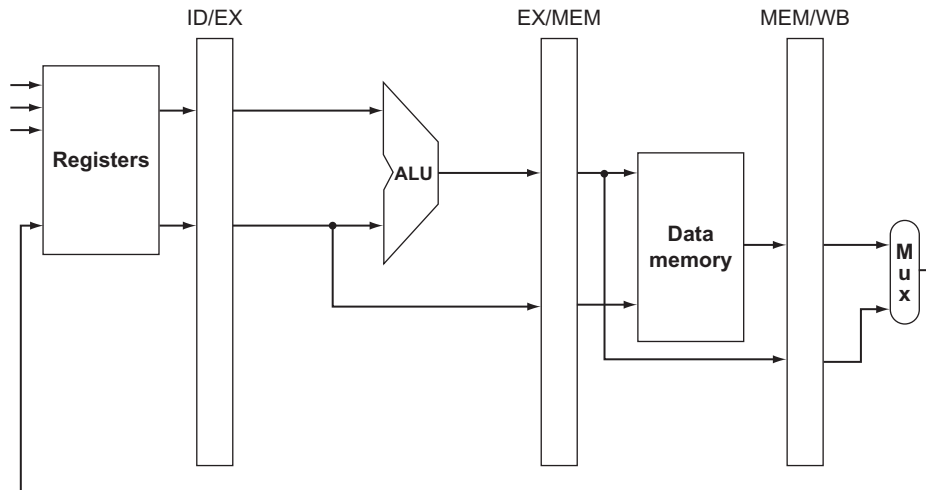 ID/EX
EX/MEM
MEM/WB
Registers
ALU
Data
memory
M
u
x